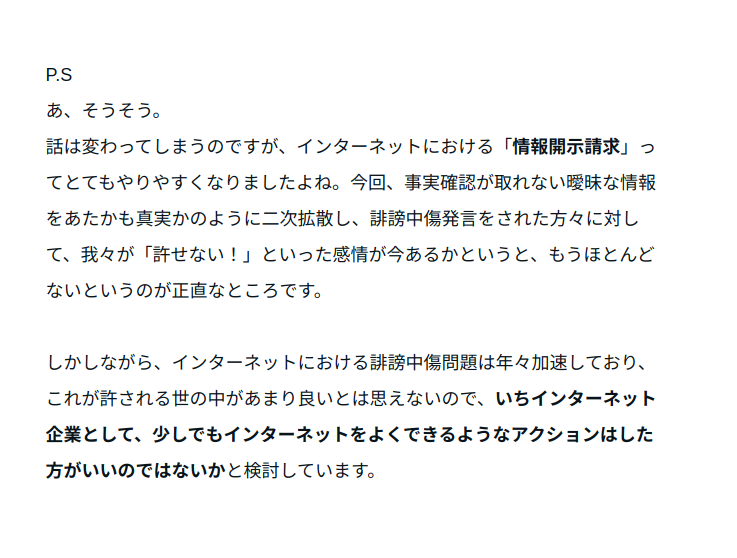 P.S
あ、そうそう。
話は変わってしまうのですが、インターネットにおける「情報開示請求」っ
てとてもやりやすくなりましたよね。今回、事実確認が取れない曖昧な情報
をあたかも真実かのように二次拡散し、誹謗中傷発言をされた方々に対し
て、我々が「許せない！」といった感情が今あるかというと、もうほとんど
ないというのが正直なところです。
しかしながら、インターネットにおける誹謗中傷問題は年々加速しており、
これが許される世の中があまり良いとは思えないので、いちインターネット
企業として、少しでもインターネットをよくできるようなアクションはした
方がいいのではないかと検討しています。